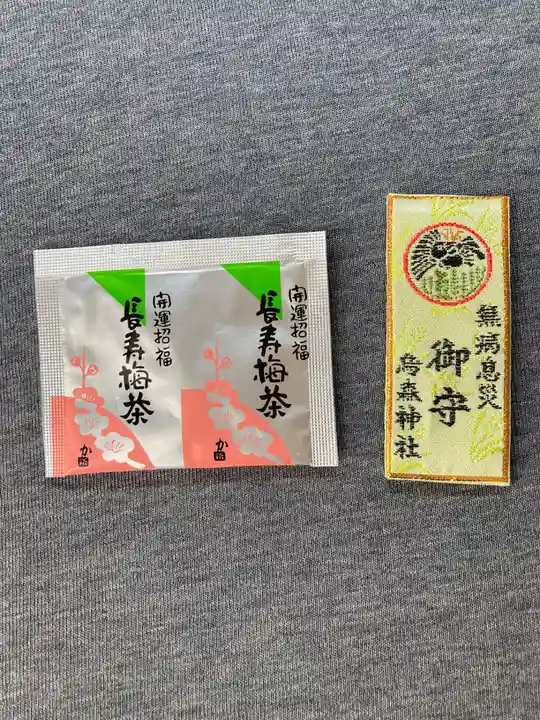 開運招福
長寿梅茶
開運招福
長寿梅茶
無病息災
御守
烏森神社